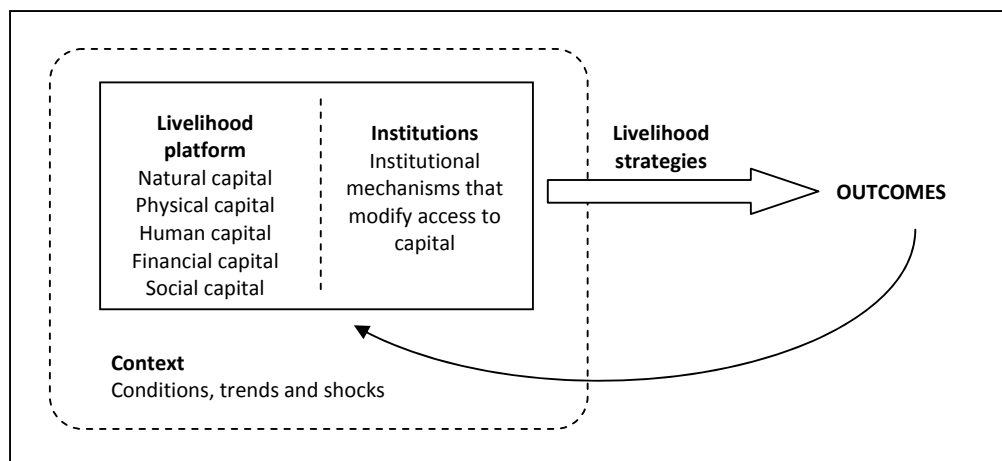 Livelihood
platform
Natural capital
Physical capital
Human capital
Financial capital
Social capital
Institutions
Institutional
mechanisms that
modify access to
capital
Livelihood
strategies
OUTCOMES
Context
Conditions, trends and shocks